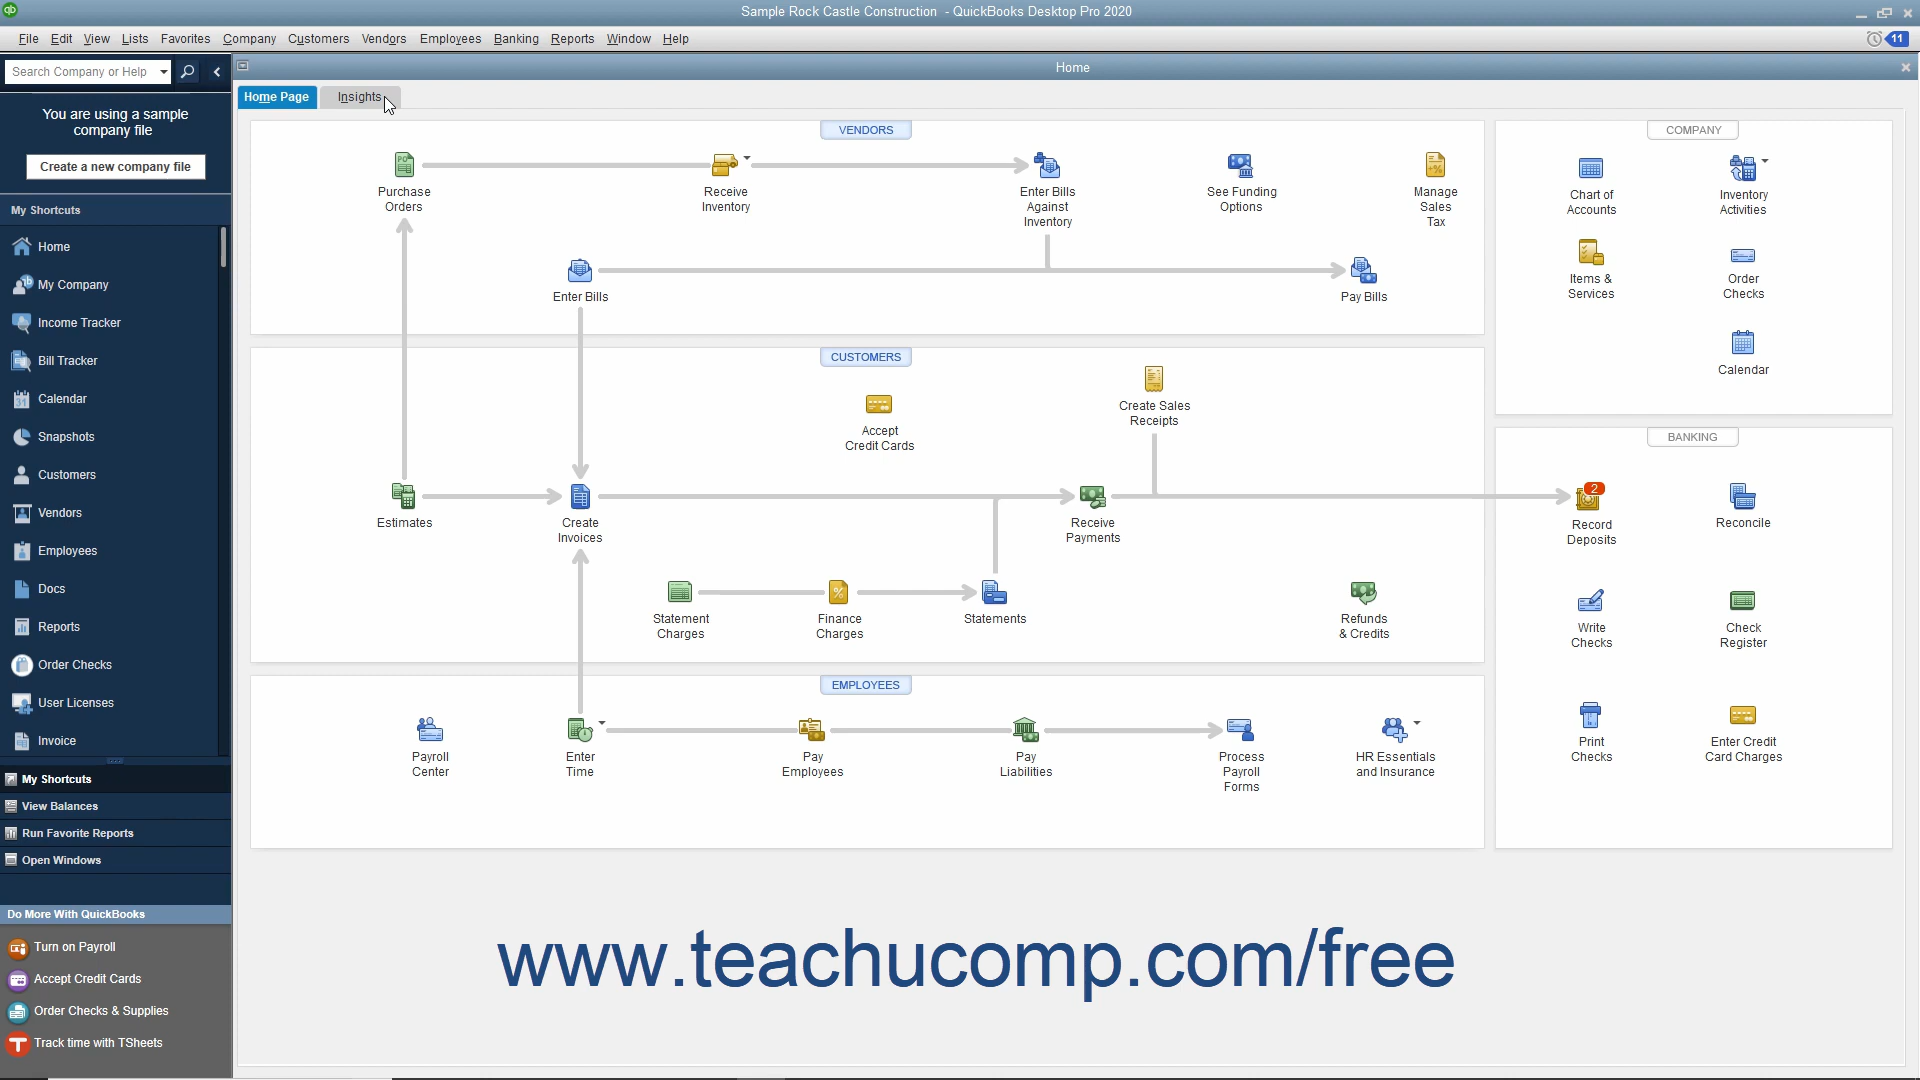 Sample Rock Castle Construction - QuickBooks Desktop Pro 2020
File Edit View Lists Favorites Company Customers Vendors Employees Banking Reports Window Help
11
Search Company or Help
Home
Home Page
Insights
You are using a sample
company file
Create a new company file
My Shortcuts
Home
My Company
Income Tracker
Bill Tracker
Calendar
Snapshots
Customers
Vendors
Employees
Docs
Reports
Order Checks
User Licenses
Invoice
My Shortcuts
View Balances
Run Favorite Reports
Open Windows
Do More With QuickBooks
Turn on Payroll
Accept Credit Cards
Order Checks & Supplies
Track time with TSheets
VENDORS
Purchase
Orders
Receive
Inventory
Enter Bills
Against
Inventory
See Funding
Options
Manage
Sales
Tax
Enter Bills
Pay Bills
CUSTOMERS
Accept
Credit Cards
Create Sales
Receipts
Estimates
Create
Invoices
Receive
Payments
Statement
Charges
Finance
Charges
Statements
Refunds
& Credits
EMPLOYEES
Payroll
Center
Enter
Time
Pay
Employees
Pay
Liabilities
Process
Payroll
Forms
HR Essentials
and Insurance
COMPANY
Chart of
Accounts
Inventory
Activities
Items &
Services
Order
Checks
Calendar
BANKING
2
Record
Deposits
Reconcile
Write
Checks
Check
Register
Print
Checks
Enter Credit
Card Charges
www.teachucomp.com/free